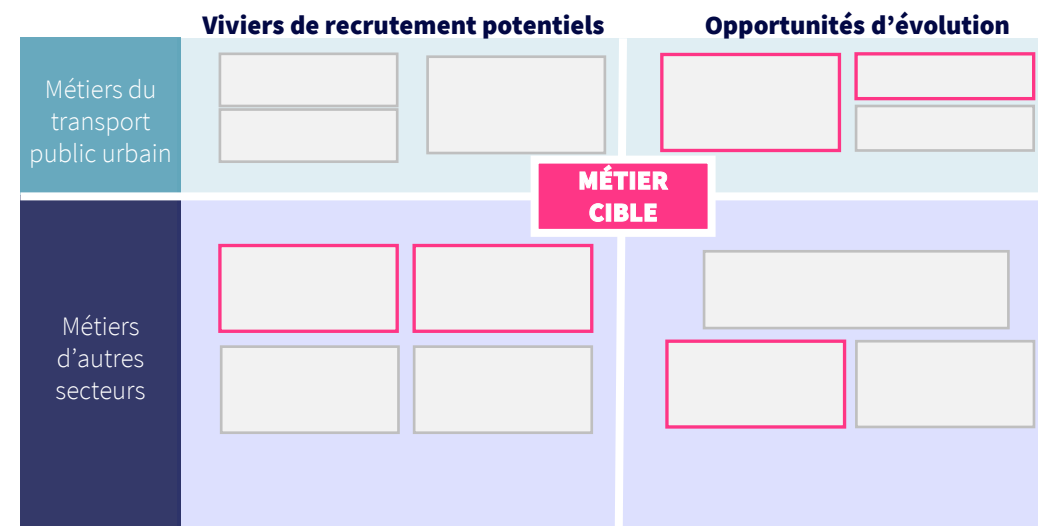 Viviers de recrutement potentiels
Opportunités d’évolution
Métiers du
transport
public urbain
MÉTIER
CIBLE
Métiers
d’autres
secteurs